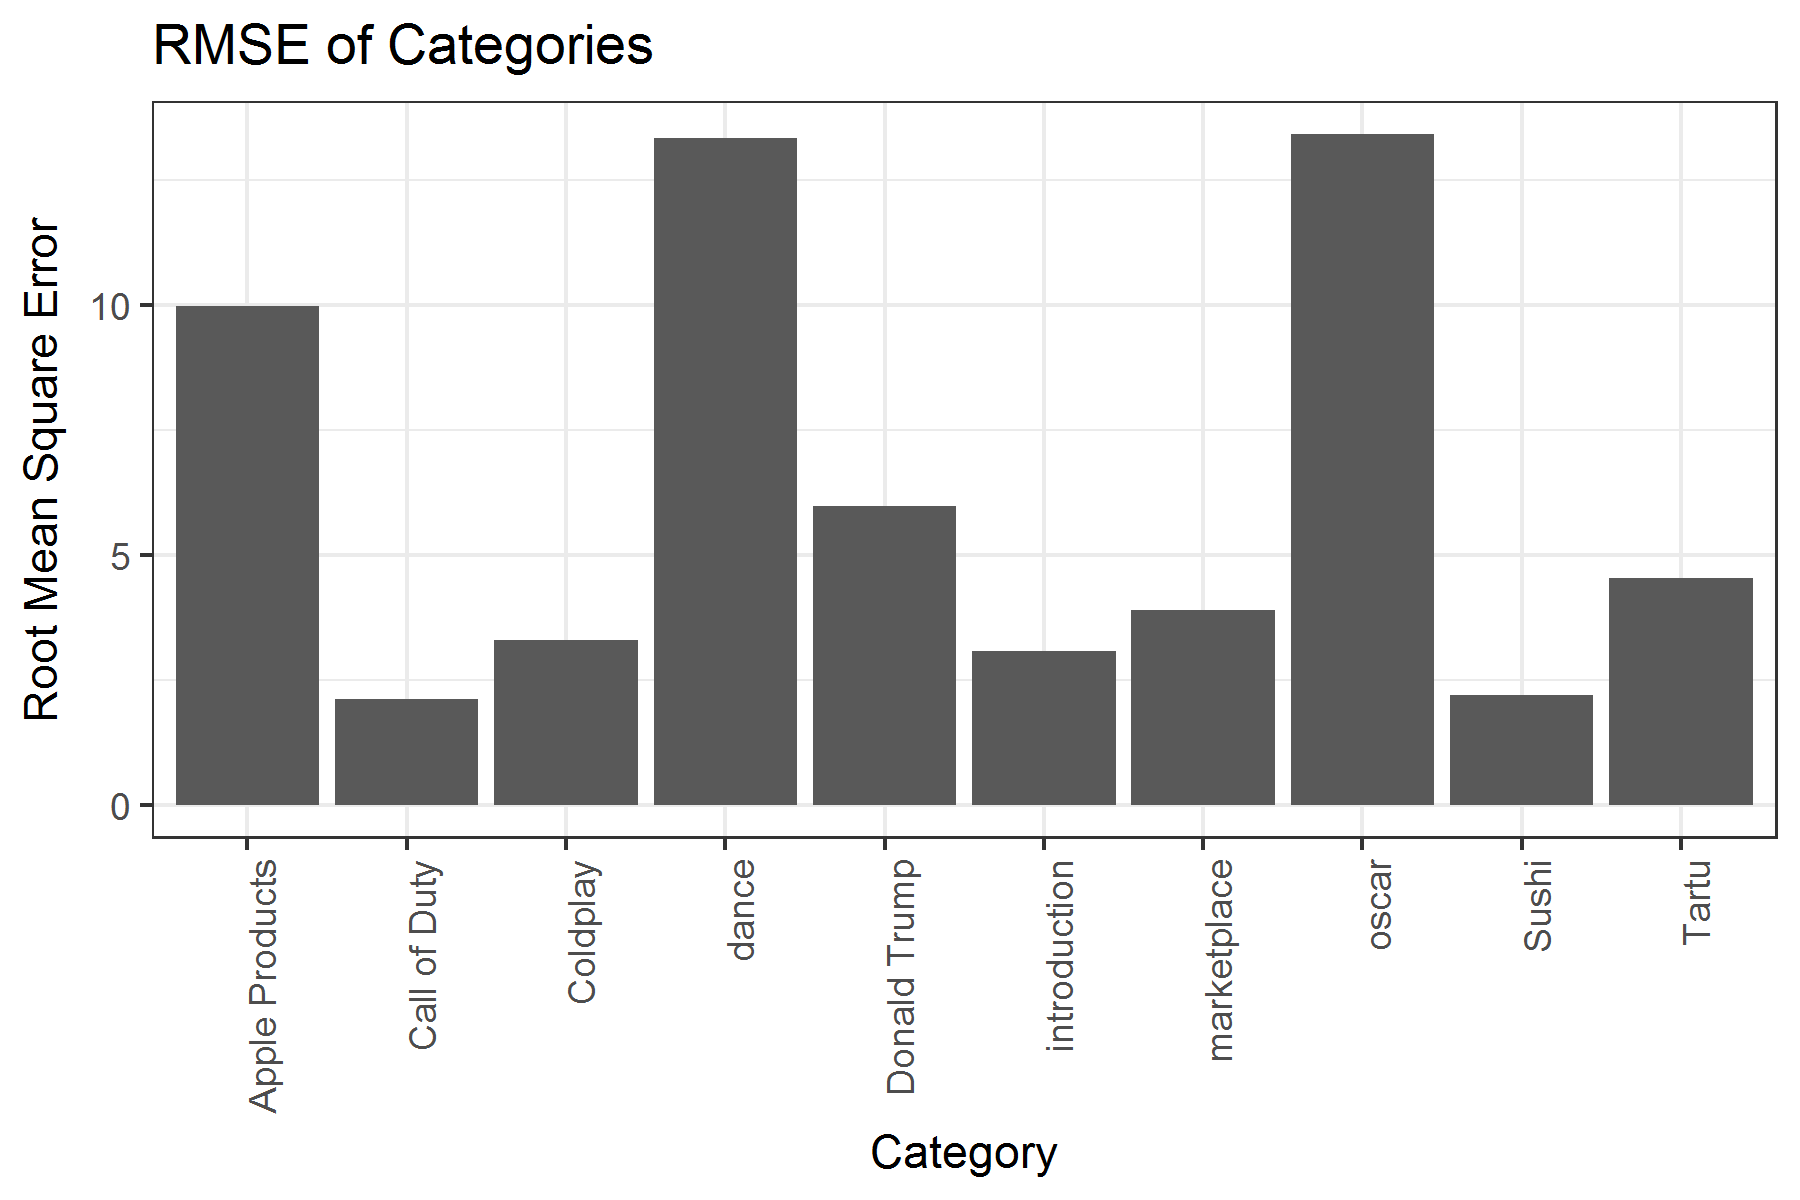 RMSE of Categories
Root Mean Square Error
10
5
0
Apple Products
Call of Duty
Coldplay
dance
Donald Trump
introduction
marketplace
oscar
Sushi
Tartu
Category